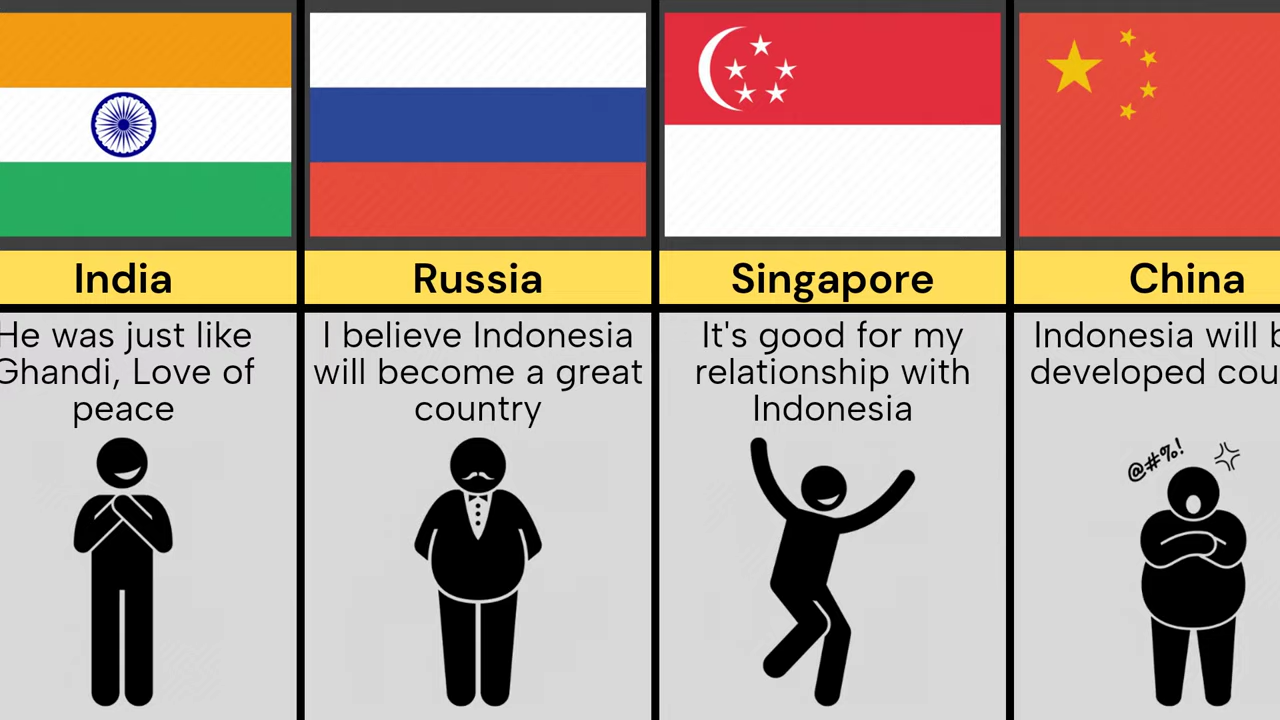 India
He was just like
Ghandi, Love of
peace
Russia
I believe Indonesia
will become a great
country
Singapore
It's good for my
relationship with
Indonesia
China
Indonesia will
developed
@#%!